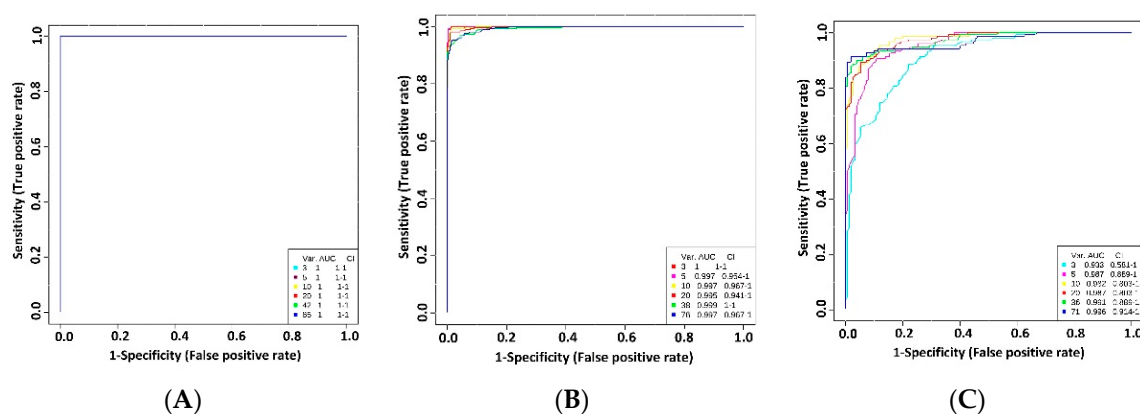 Sensitivity (True positive rate)
0.0 0.2 0.4 0.6 0.8 1.0
Var. AUC CI
3 1 1-1
5 1 1-1
10 1 1-1
20 1 1-1
42 1 1-1
85 1 1-1
0.0 0.2 0.4 0.6 0.8 1.0
1-Specificity (False positive rate)
(A)
Sensitivity (True positive rate)
0.0 0.2 0.4 0.6 0.8 1.0
Var. AUC CI
3 1 1-1
5 0.997
10 0.997 0.967-1
20 0.995 0.941-1
38 1-1
76 0.997 0.967-1
0.0 0.2 0.4 0.6 0.8 1.0
1-Specificity (False positive rate)
(B)
Sensitivity (True positive rate)
0.0 0.2 0.4 0.6 0.8 1.0
Var. AUC CI
3
5 0.987
10
20 0.987
36
71 0.914-1
0.0 0.2 0.4 0.6 0.8 1.0
1-Specificity (False positive rate)
(C)